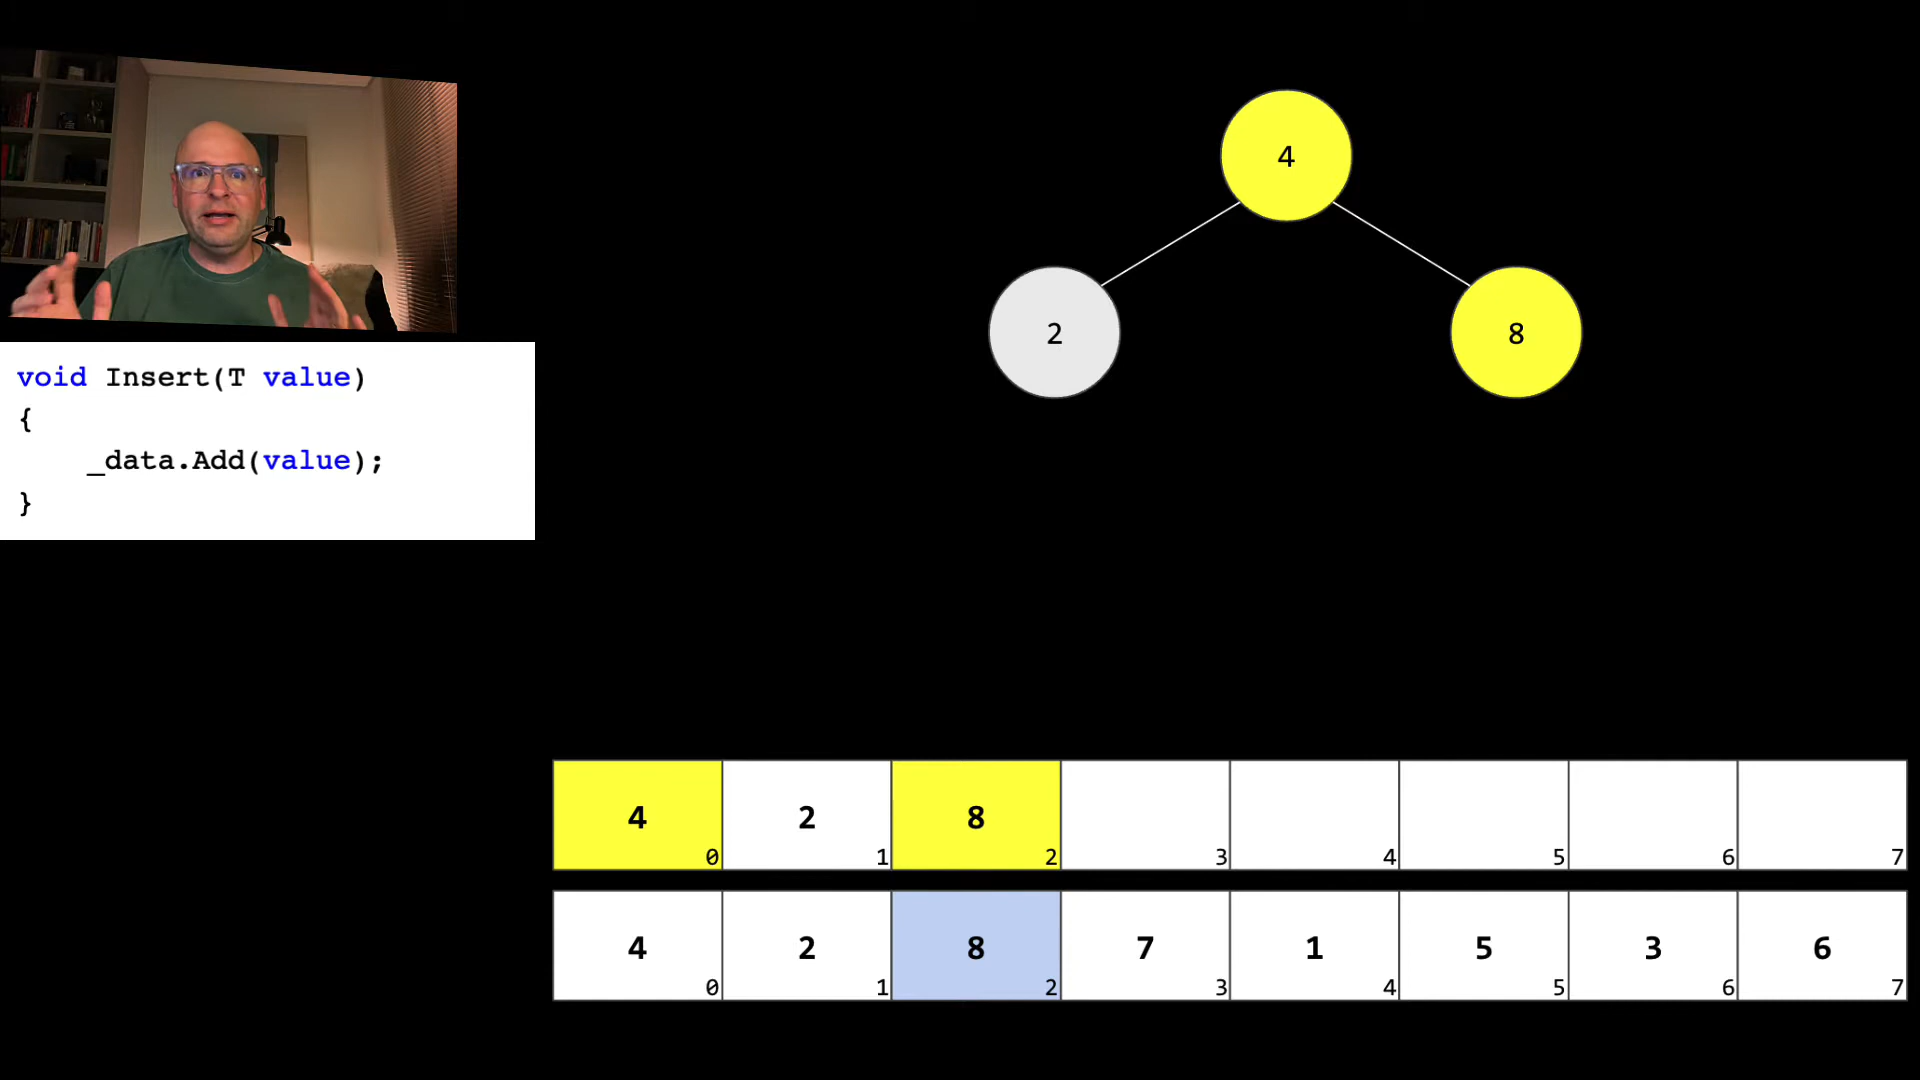 4
2 8
void Insert(T value)
{
_data.Add(value);
}
4 2 8
0 1 2 3 4 5 6 7
4 2 8 7 1 5 3 6
0 1 2 3 4 5 6 7